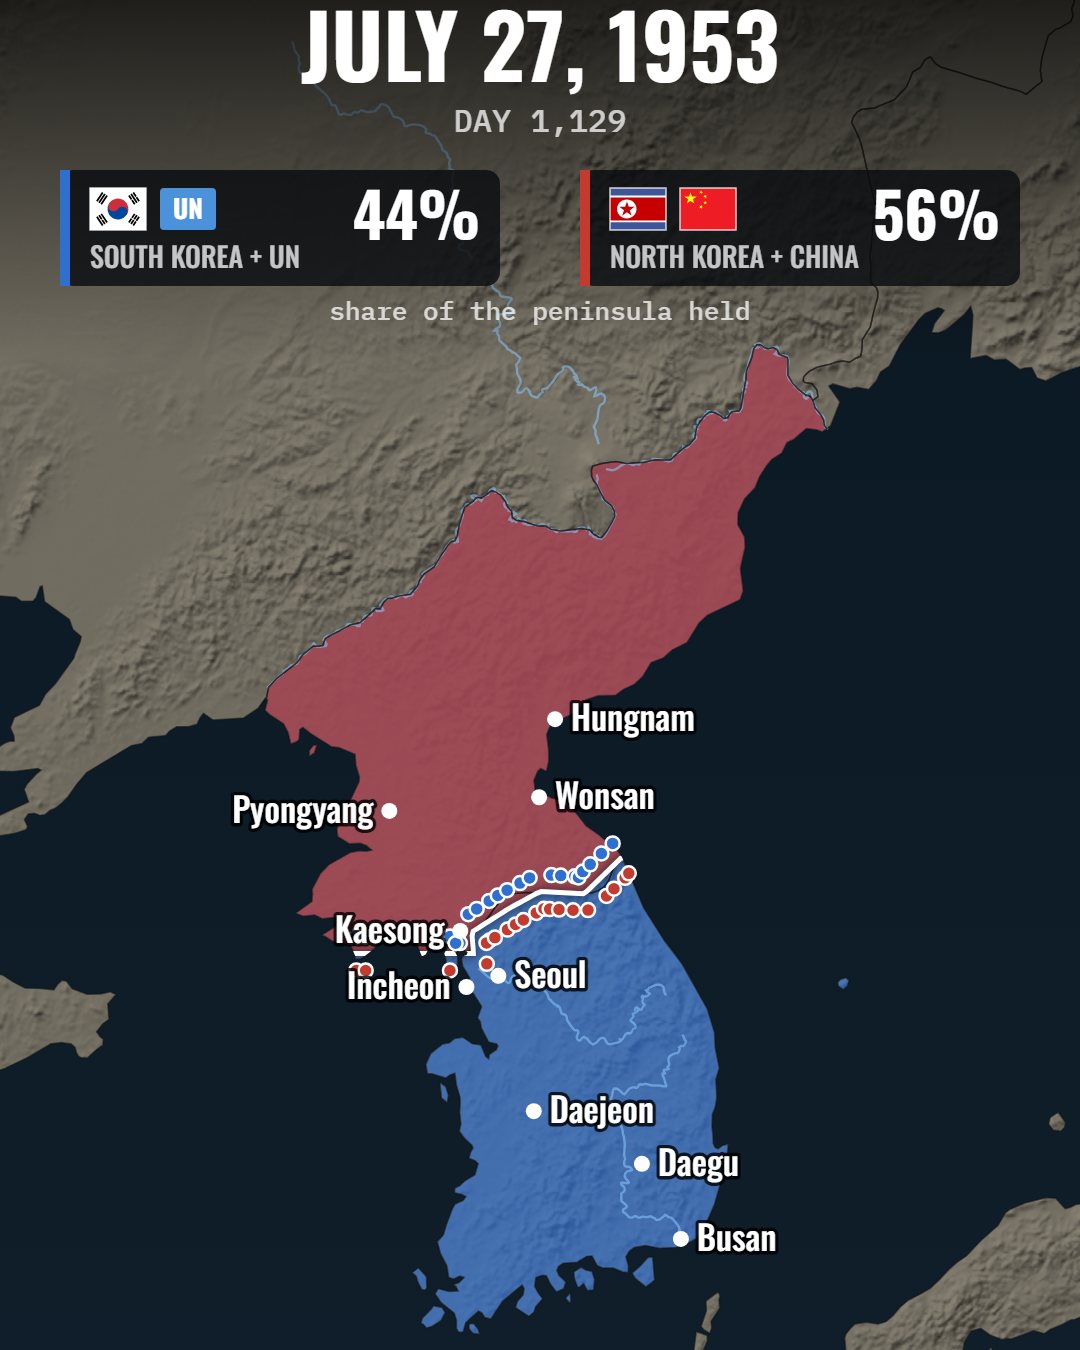 JULY 27, 1953
DAY 1,129
UN
44%
SOUTH KOREA + UN
56%
NORTH KOREA + CHINA
share of the peninsula held
Hungnam
Wonsan
Pyongyang
Kaesong
Seoul
Incheon
Daejeon
Daegu
Busan